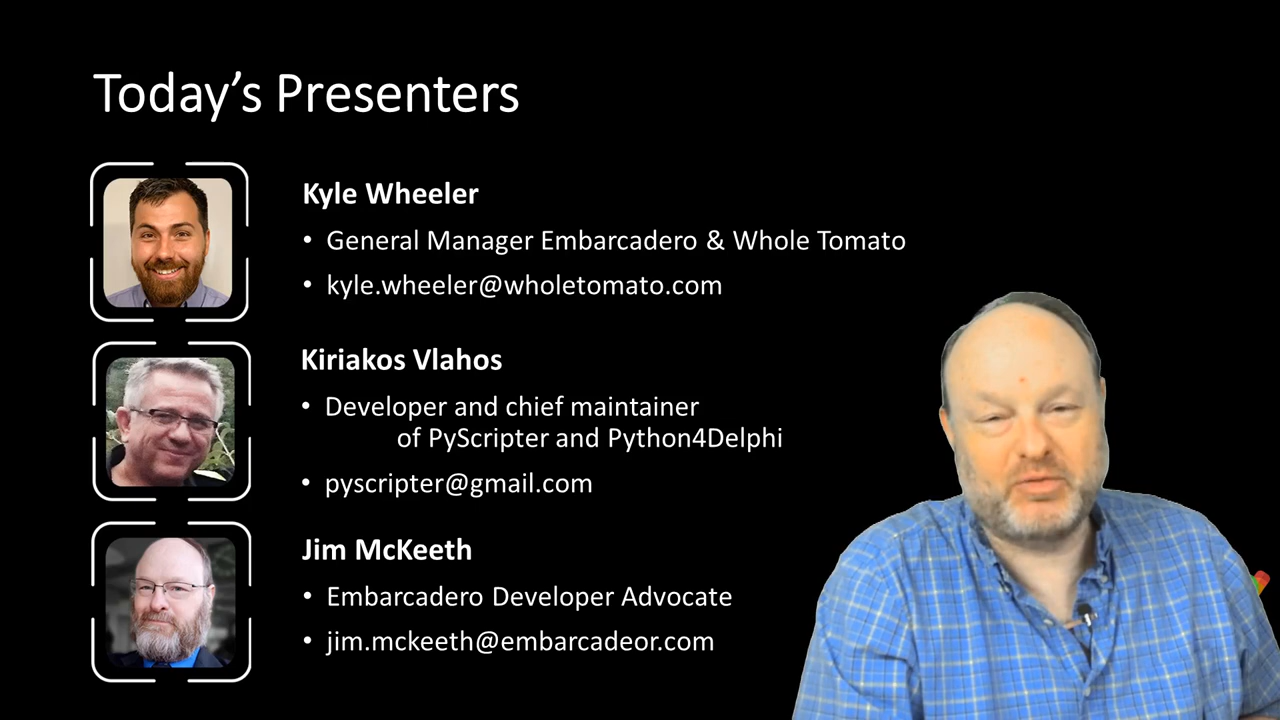 Today’s Presenters
Kyle Wheeler
• General Manager Embarcadero & Whole Tomato
• kyle.wheeler@wholetomato.com
Kiriakos Vlahos
• Developer and chief maintainer
of PyScripter and Python4Delphi
• pyscripter@gmail.com
Jim McKeeth
• Embarcadero Developer Advocate
• jim.mckeeth@embarcadeor.com